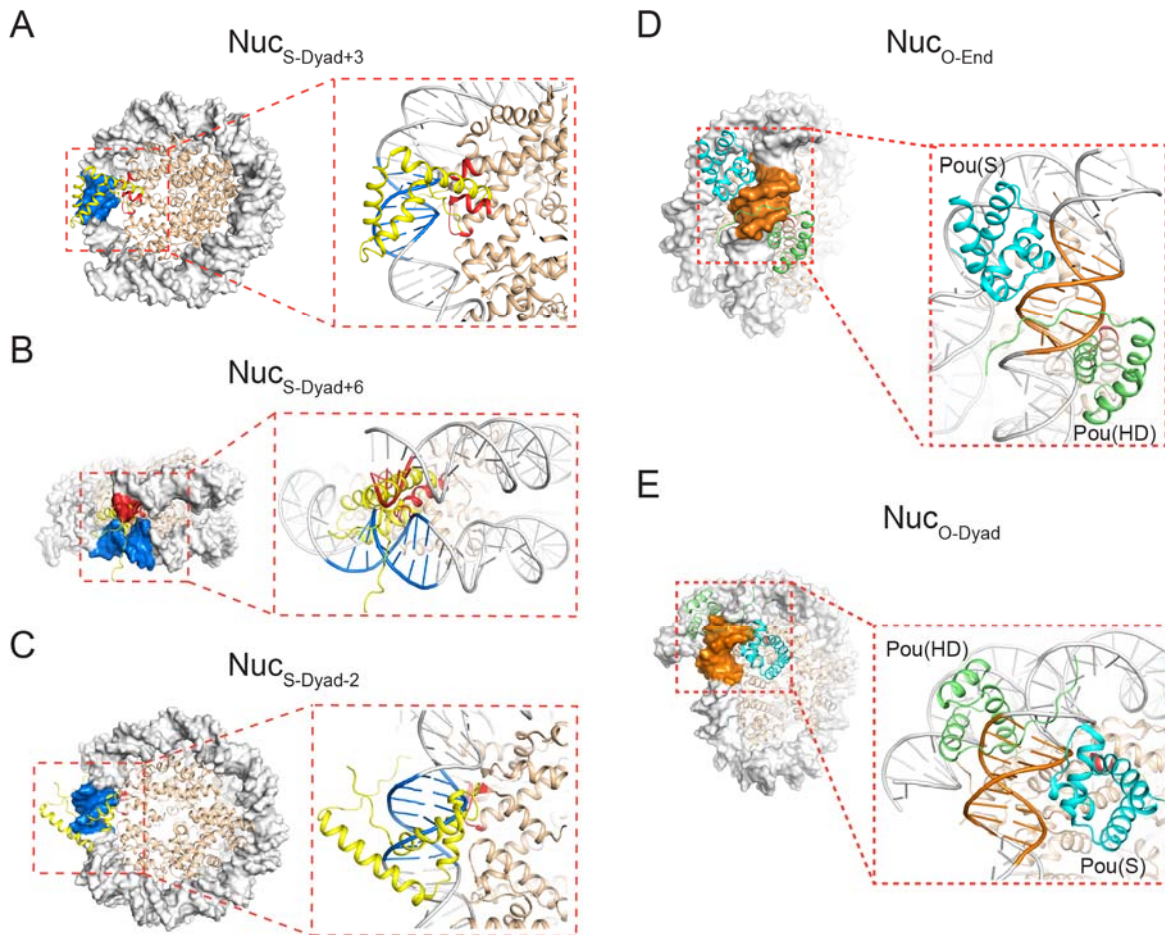 A
Nuc S-Dyad+3
B
Nuc S-Dyad+6
C
Nuc S-Dyad-2
D
Nuc O-End
Pou(S)
Pou(HD)
E
Nuc O-Dyad
Pou(HD)
Pou(S)